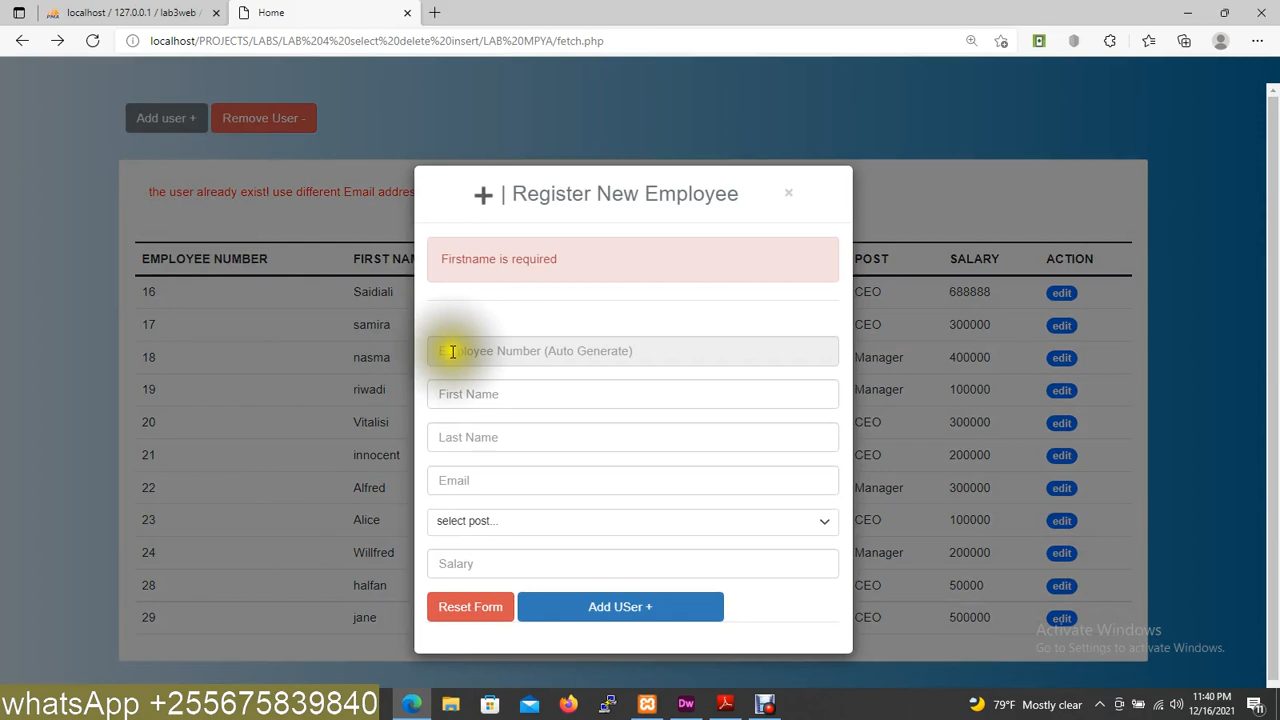 localhost / 127.0.0.1 / lab3web
Home
localhost/PROJECTS/LABS/LAB%204%20select%20delete%20insert/LAB%20MPYA/fetch.php
Add user +
Remove User -
the user already exist! use different Email addres
+ | Register New Employee
×
Firstname is required
Employee Number (Auto Generate)
First Name
Last Name
Email
select post...
Salary
Reset Form
Add USer +
EMPLOYEE NUMBER FIRST NAM POST SALARY ACTION
16 Saidiali CEO 688888 edit
17 samira CEO 300000 edit
18 nasma Manager 400000 edit
19 riwadi Manager 100000 edit
20 Vitalisi CEO 300000 edit
21 innocent CEO 200000 edit
22 Alfred Manager 300000 edit
23 Alice CEO 100000 edit
24 Willfred Manager 200000 edit
28 halfan CEO 50000 edit
29 jane CEO 500000 edit
Activate Windows
Go to Settings to activate Windows.
whatsApp +255675839840
Dw
79°F Mostly clear
11:40 PM
12/16/2021